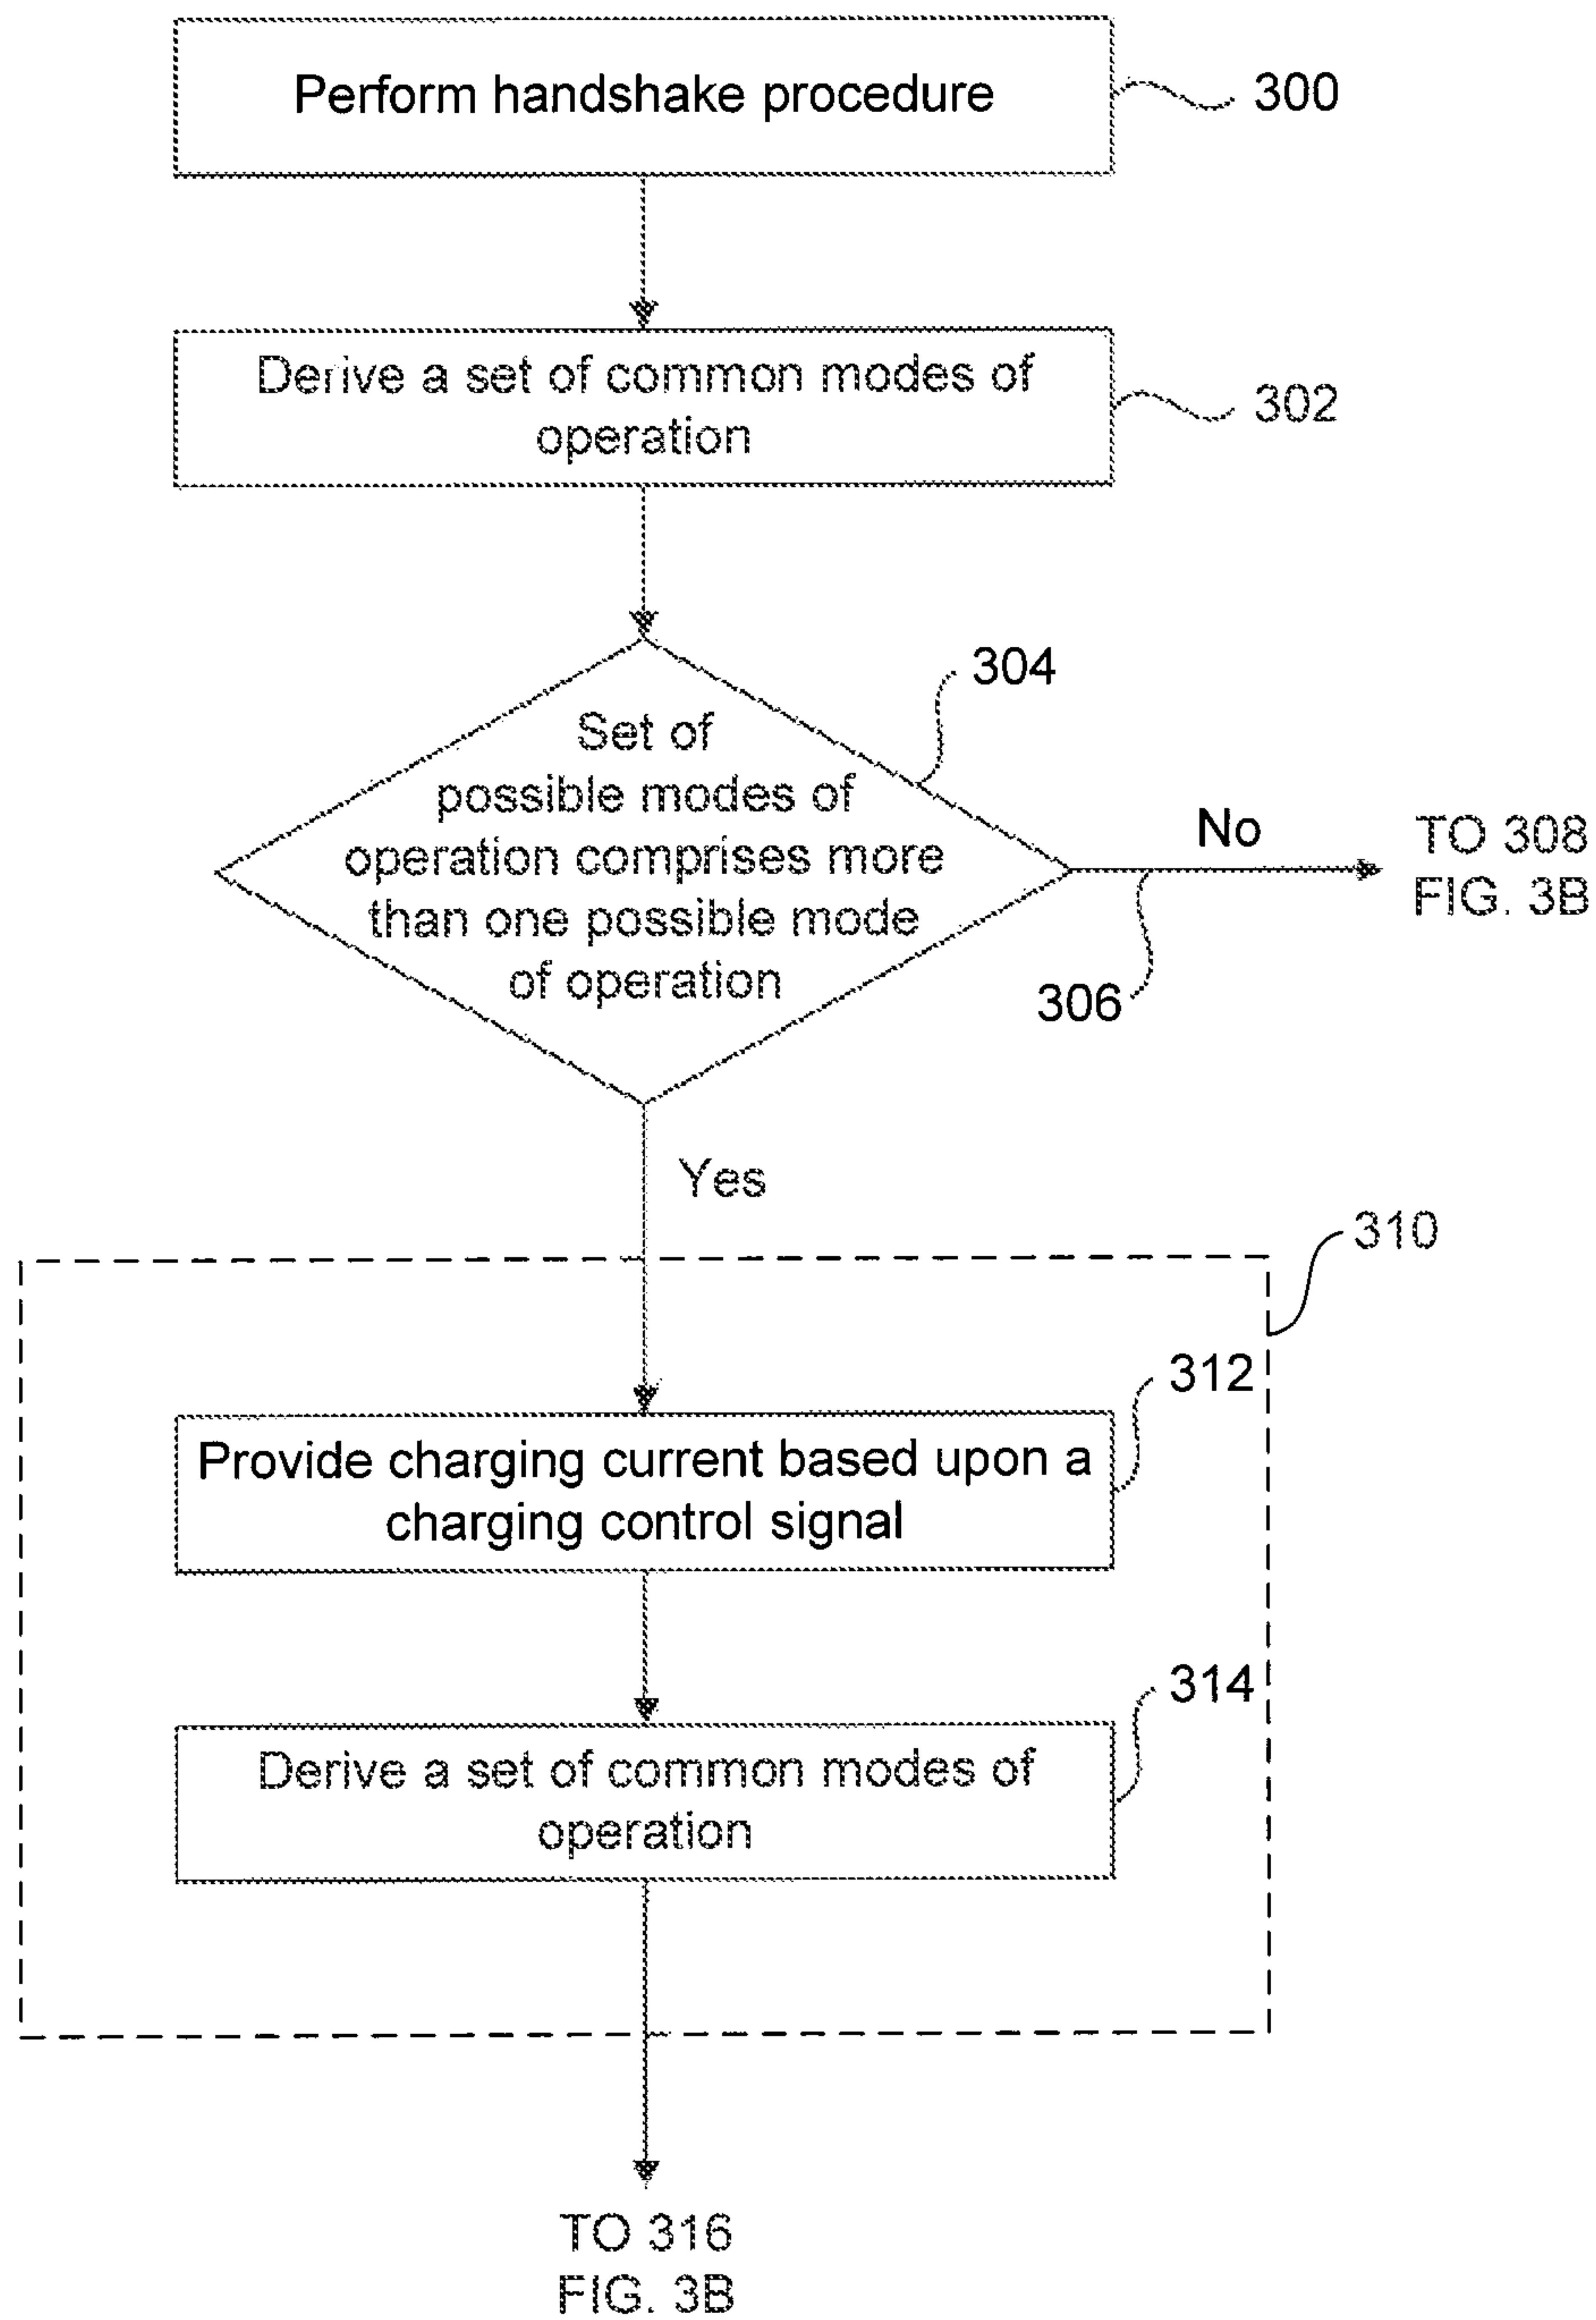 Perform handshake procedure
300
Derive a set of common modes of
operation
302
304
Set of
possible modes of
operation comprises more
than one possible mode
of operation
No
TO 308
FIG. 3B
306
Yes
310
312
Provide charging current based upon a
charging control signal
314
Derive a set of common modes of
operation
TO 316
FIG. 3B